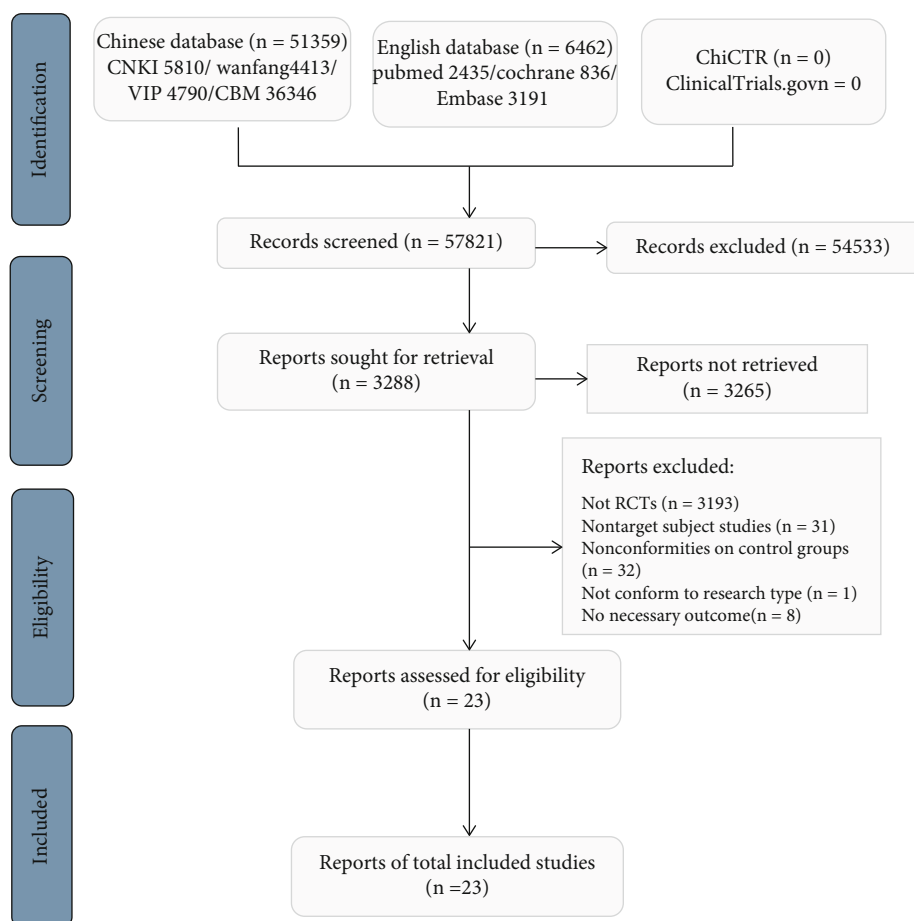 Identification
Chinese database (n = 51359)
CNKI 5810/ wanfang4413/
VIP 4790/CBM 36346
English database (n = 6462)
pubmed 2435/cochrane 836/
Embase 3191
ChiCTR (n = 0)
ClinicalTrials.govn = 0
Records screened (n = 57821)
Records excluded (n = 54533)
Screening
Reports sought for retrieval
(n = 3288)
Reports not retrieved
(n = 3265)
Reports excluded:
Not RCTs (n = 3193)
Nontarget subject studies (n = 31)
Nonconformities on control groups
(n = 32)
Not conform to research type (n = 1)
No necessary outcome(n = 8)
Eligibility
Reports assessed for eligibility
(n = 23)
Included
Reports of total included studies
(n =23)